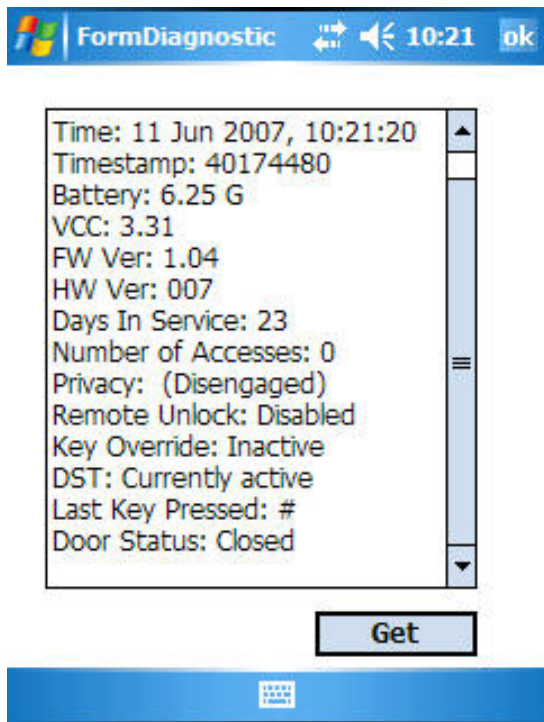 FormDiagnostic 10:21 ok
Time: 11 Jun 2007, 10:21:20
Timestamp: 40174480
Battery: 6.25 G
VCC: 3.31
FW Ver: 1.04
HW Ver: 007
Days In Service: 23
Number of Accesses: 0
Privacy:  (Disengaged)
Remote Unlock: Disabled
Key Override: Inactive
DST: Currently active
Last Key Pressed: #
Door Status: Closed
Get